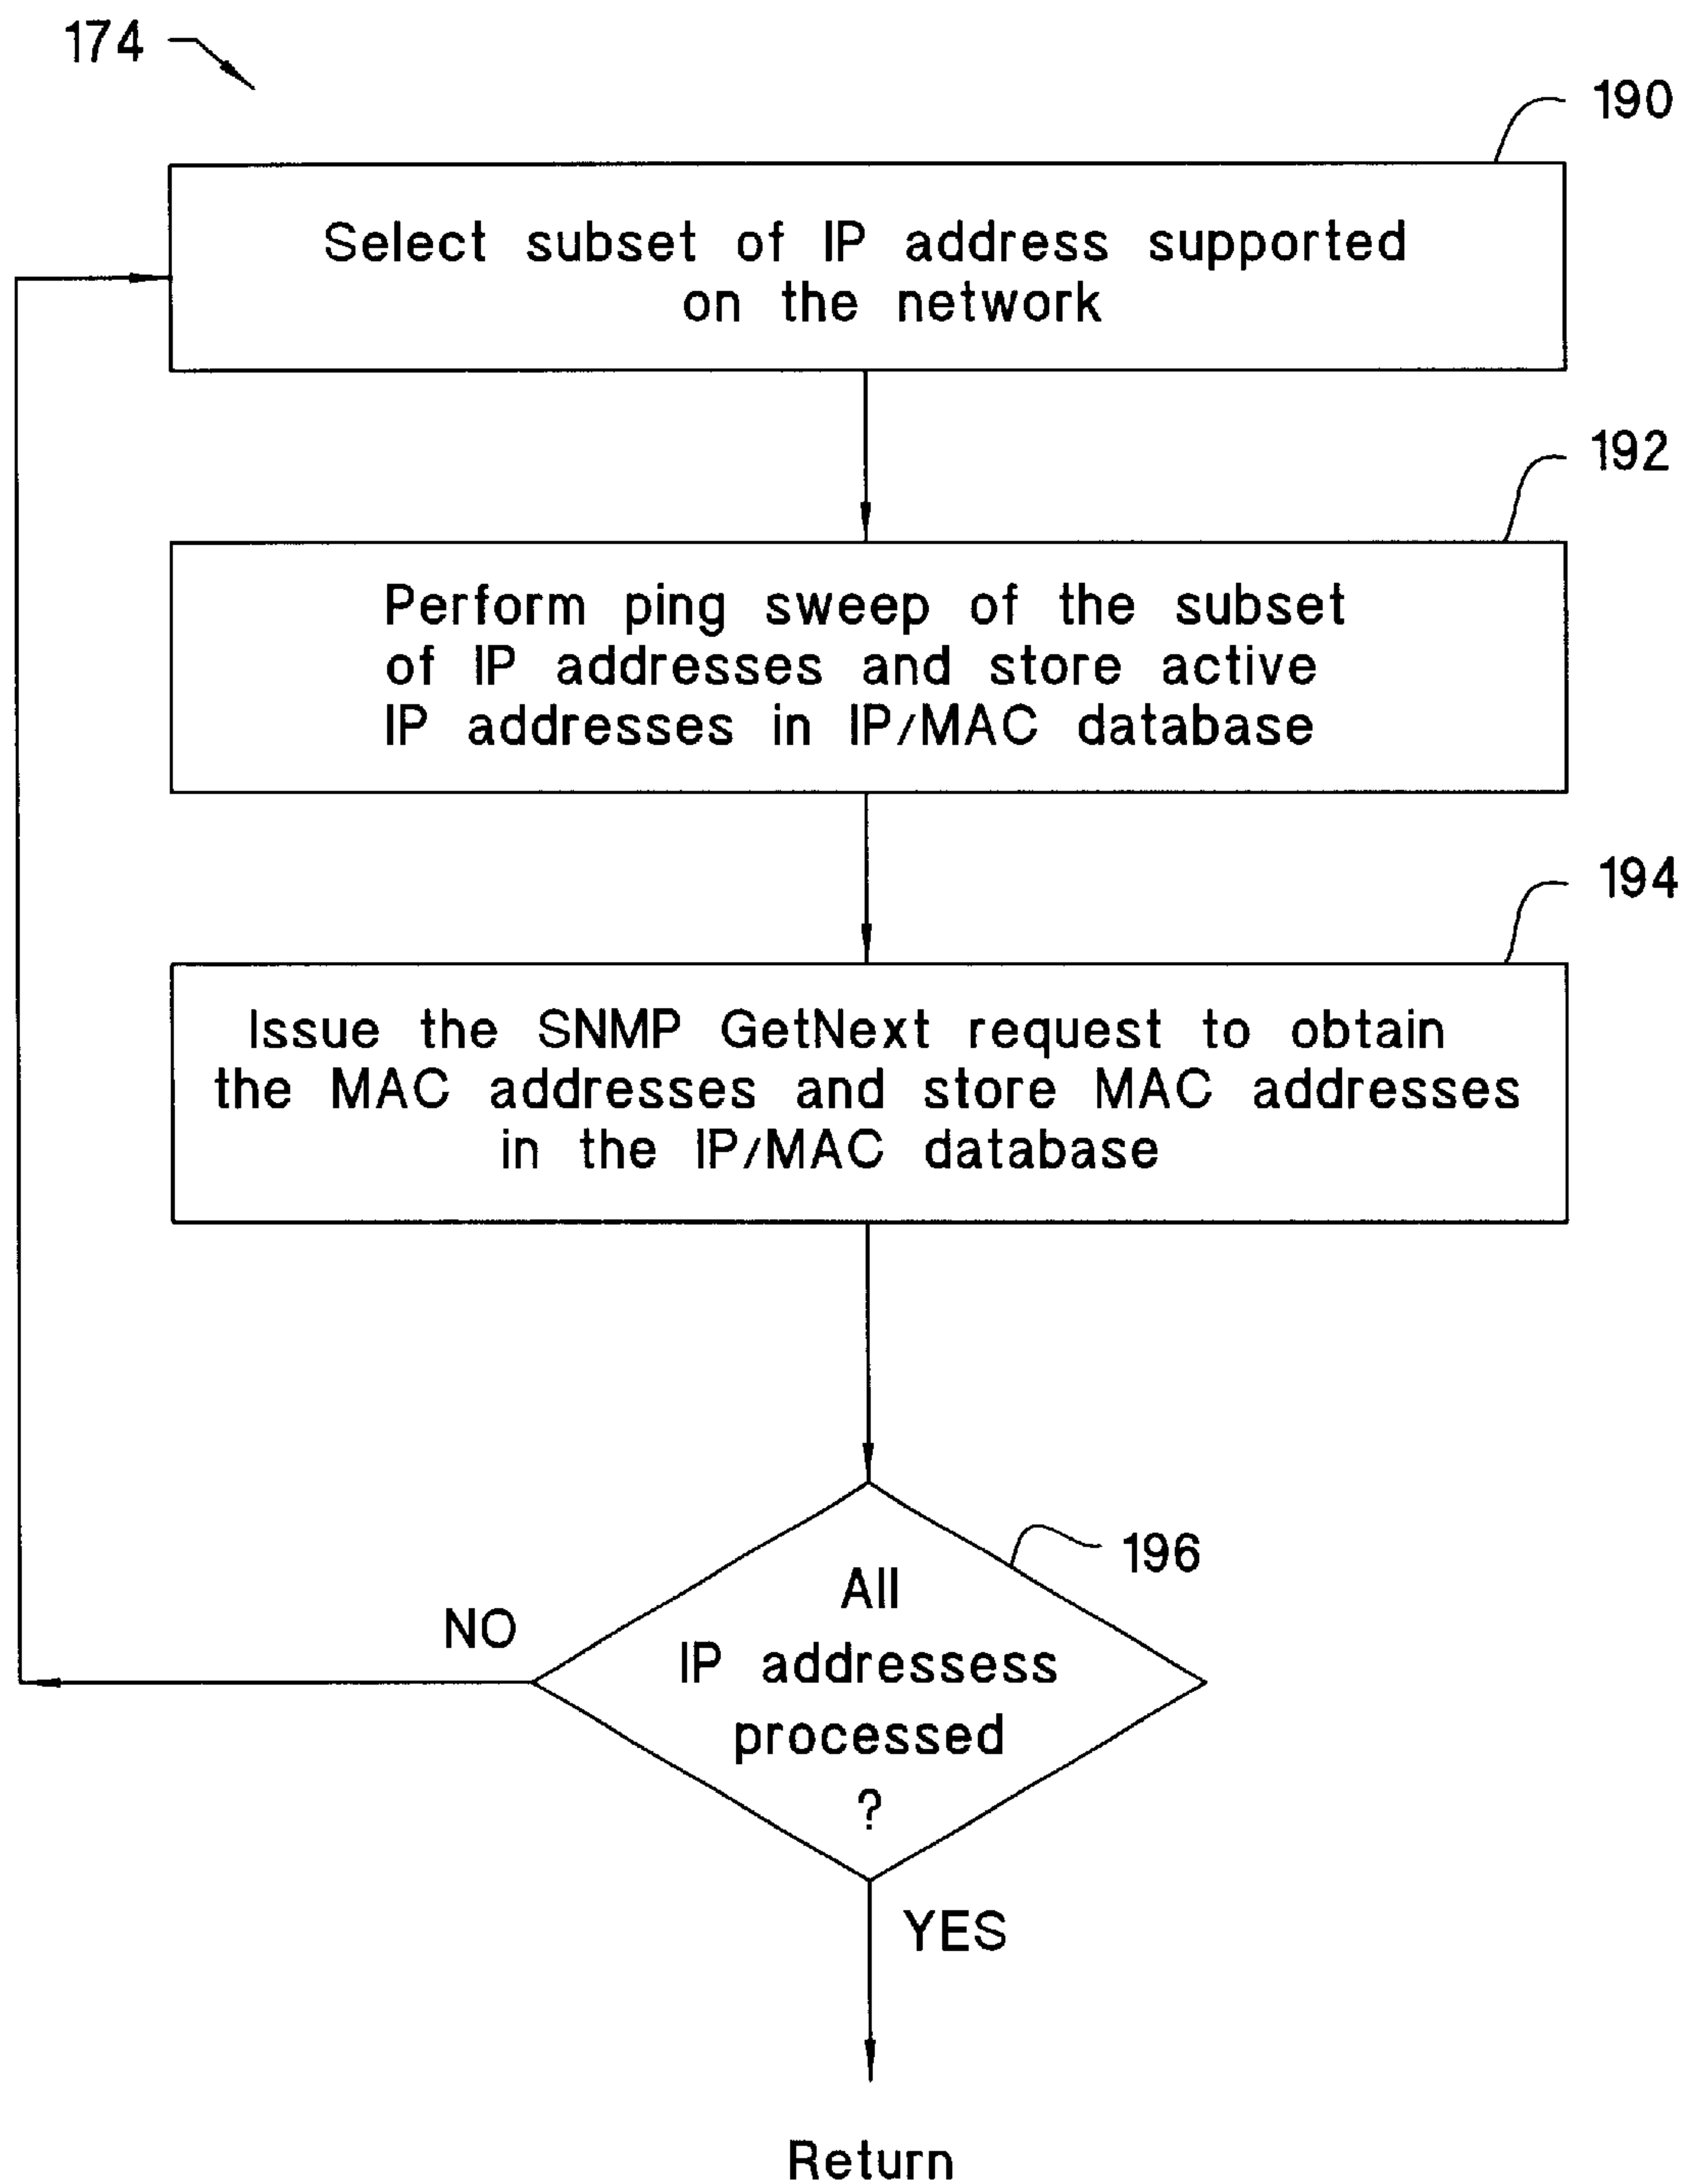 174
190
Select subset of IP address supported
on the network
192
Perform ping sweep of the subset
of IP addresses and store active
IP addresses in IP/MAC database
194
Issue the SNMP GetNext request to obtain
the MAC addresses and store MAC addresses
in the IP/MAC database
196
All
IP addressess
processed
?
NO
YES
Return